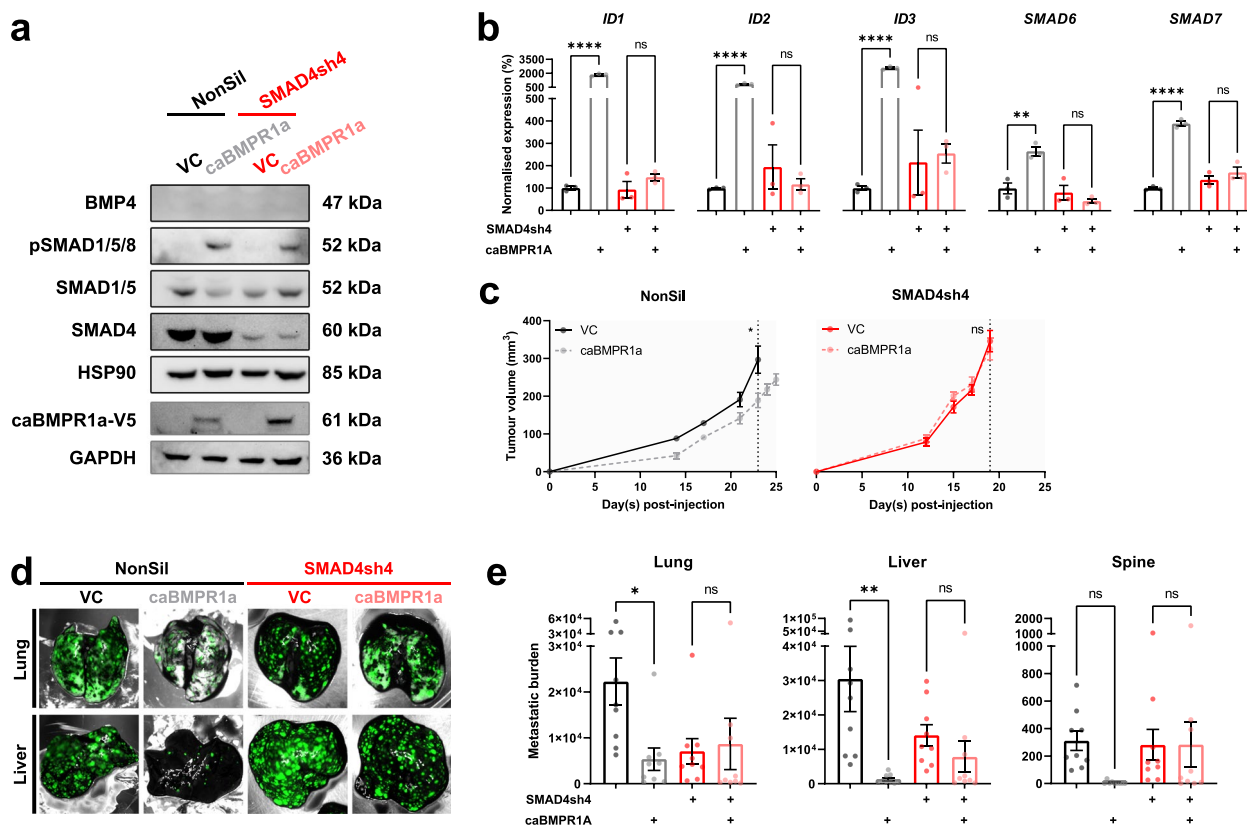 a
NonSil
SMAD4sh4
VC
caBMPR1a
VC
caBMPR1a
BMP4
47 kDa
pSMAD1/5/8
52 kDa
SMAD1/5
52 kDa
SMAD4
60 kDa
HSP90
85 kDa
caBMPR1a-V5
61 kDa
GAPDH
36 kDa
b
ID1
ID2
ID3
SMAD6
SMAD7
Normalised expression (%)
3500
2000
500
400
300
200
100
0
****
ns
****
ns
****
ns
**
ns
****
ns
SMAD4sh4
+ + + + + + + + + +
caBMPR1A
+ + + + + + + + + +
c
NonSil
SMAD4sh4
Tumour volume (mm³)
400
300
200
100
0
VC
caBMPR1a
*
VC
caBMPR1a
ns
0 5 10 15 20 25
0 5 10 15 20 25
Day(s) post-injection
Day(s) post-injection
d
NonSil
SMAD4sh4
VC
caBMPR1a
VC
caBMPR1a
Lung
Liver
e
Lung
Liver
Spine
Metastatic burden
6×10⁴
3×10⁴
3×10⁴
2×10⁴
1×10⁴
0
*
ns
1×10⁵
5×10⁴
4×10⁴
3×10⁴
2×10⁴
1×10⁴
0
**
ns
2000
1000
600
400
200
0
ns
ns
SMAD4sh4
+ + + + + +
caBMPR1A
+ + + + + +